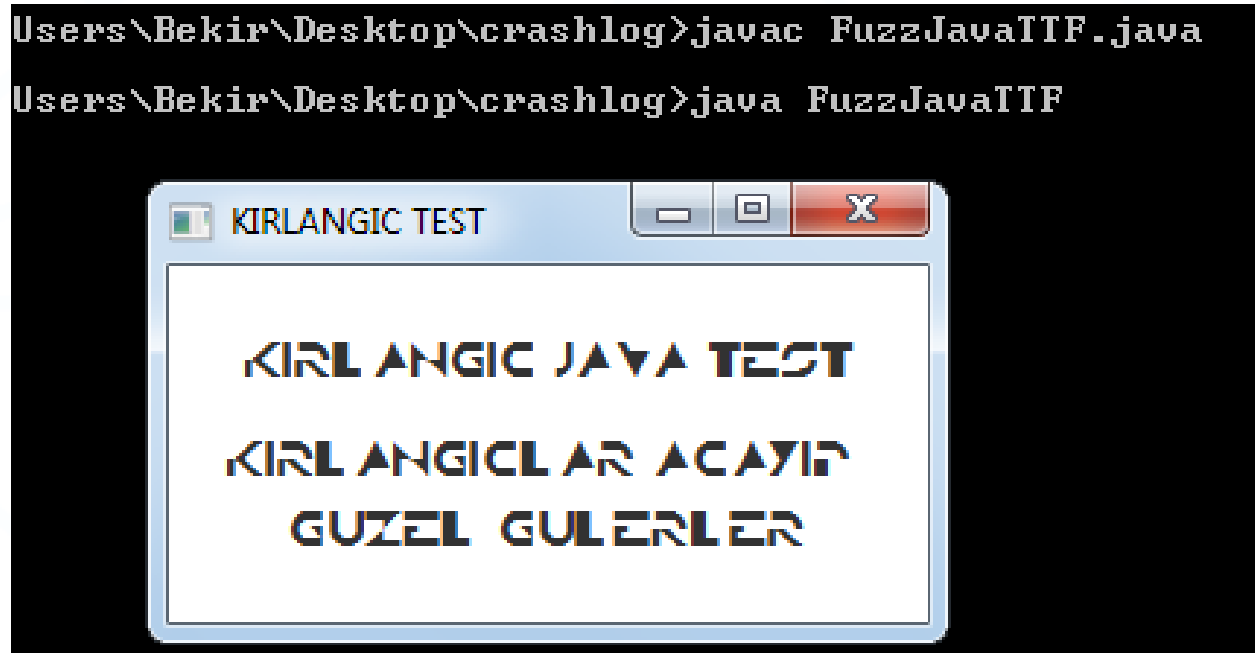 Users\Bekir\Desktop\crashlog>javac FuzzJavaTTF.java
Users\Bekir\Desktop\crashlog>java FuzzJavaTTF
KIRLANGIC TEST
KIRLANGIC JAVA TEST
KIRLANGICLAR ACAYIP
GUZEL GULERLER